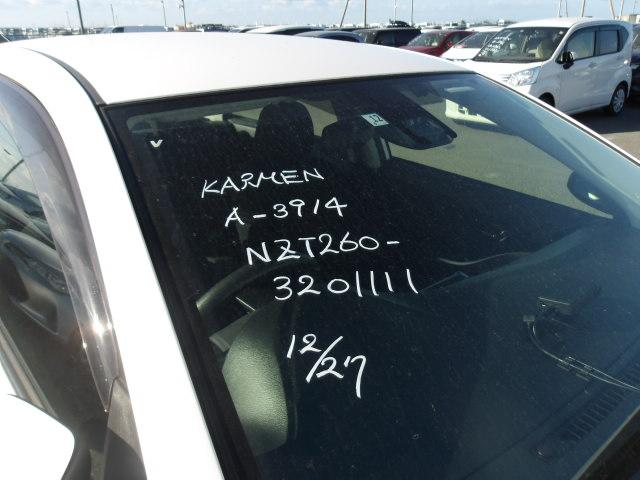 KARMEN
A-3914
NZT260-
3201111
12/27